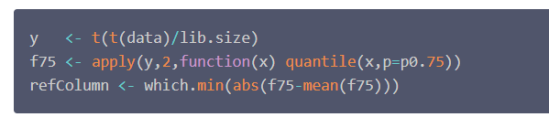 y   <- t(t(data)/lib.size)
f75 <- apply(y,2,function(x) quantile(x,p=p0.75))
refColumn <- which.min(abs(f75-mean(f75)))